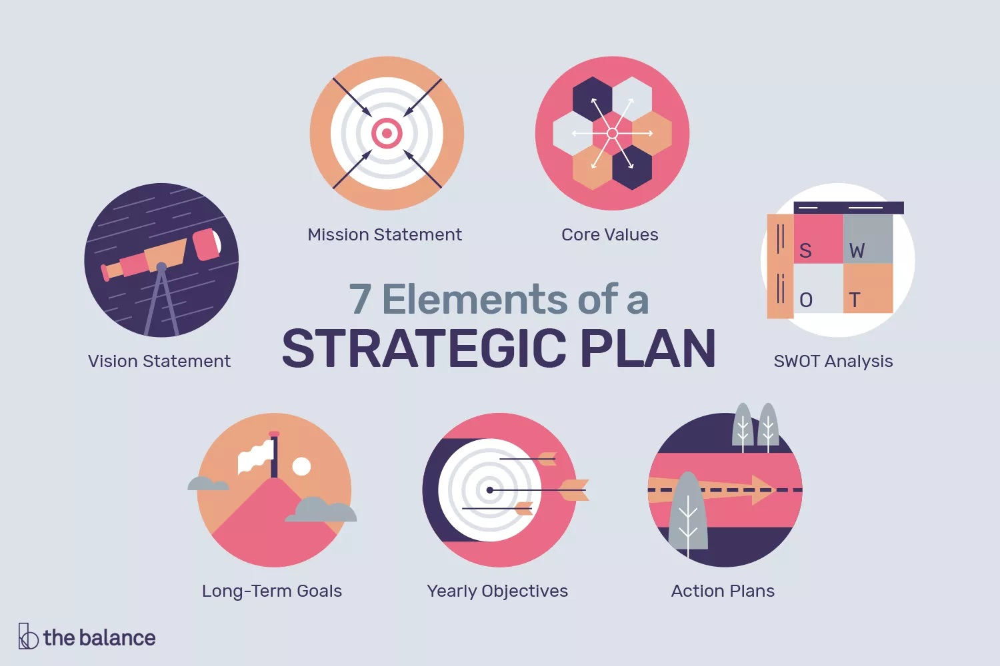 Mission Statement
Core Values
Vision Statement
7 Elements of a
STRATEGIC PLAN
S
W
O
T
SWOT Analysis
Long-Term Goals
Yearly Objectives
Action Plans
b the balance